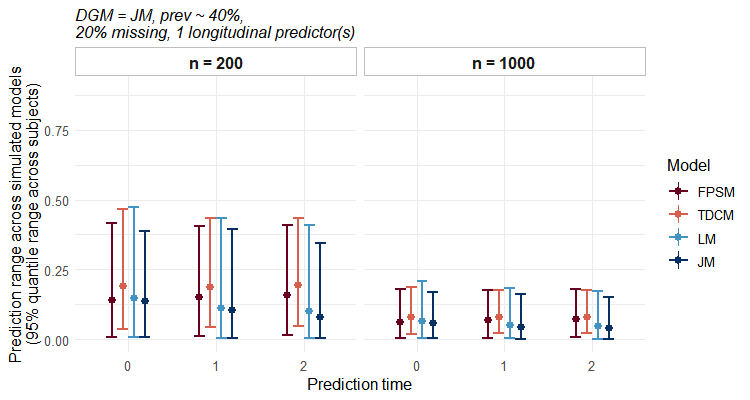 DGM = JM, prev ~ 40%,
20% missing, 1 longitudinal predictor(s)
n = 200
n = 1000
Prediction range across simulated models
(95% quantile range across subjects)
0.75
0.50
0.25
0.00
0
1
2
0
1
2
Prediction time
Model
FPSM
TDCM
LM
JM